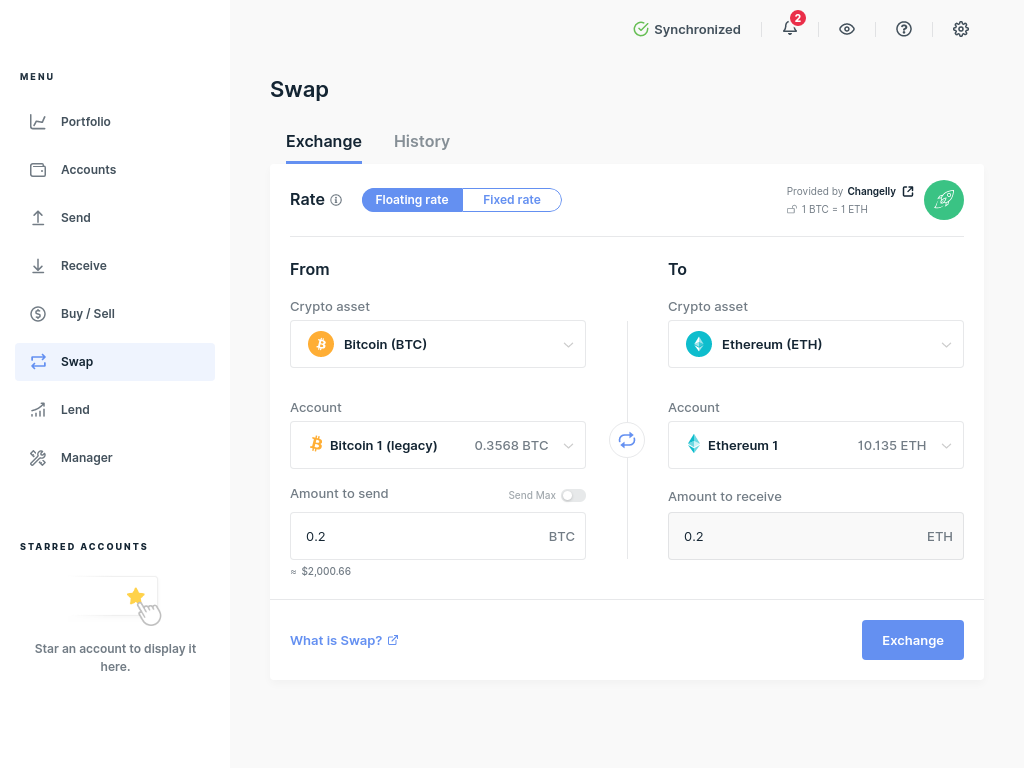 Synchronized
2
MENU
Portfolio
Accounts
Send
Receive
Buy / Sell
Swap
Lend
Manager
STARRED ACCOUNTS
Star an account to display it
here.
Swap
Exchange
History
Rate
Floating rate
Fixed rate
Provided by Changelly
1 BTC = 1 ETH
From
Crypto asset
Bitcoin (BTC)
Account
Bitcoin 1 (legacy) 0.3568 BTC
Amount to send
Send Max
0.2 BTC
≈ $2,000.66
To
Crypto asset
Ethereum (ETH)
Account
Ethereum 1 10.135 ETH
Amount to receive
0.2 ETH
What is Swap?
Exchange